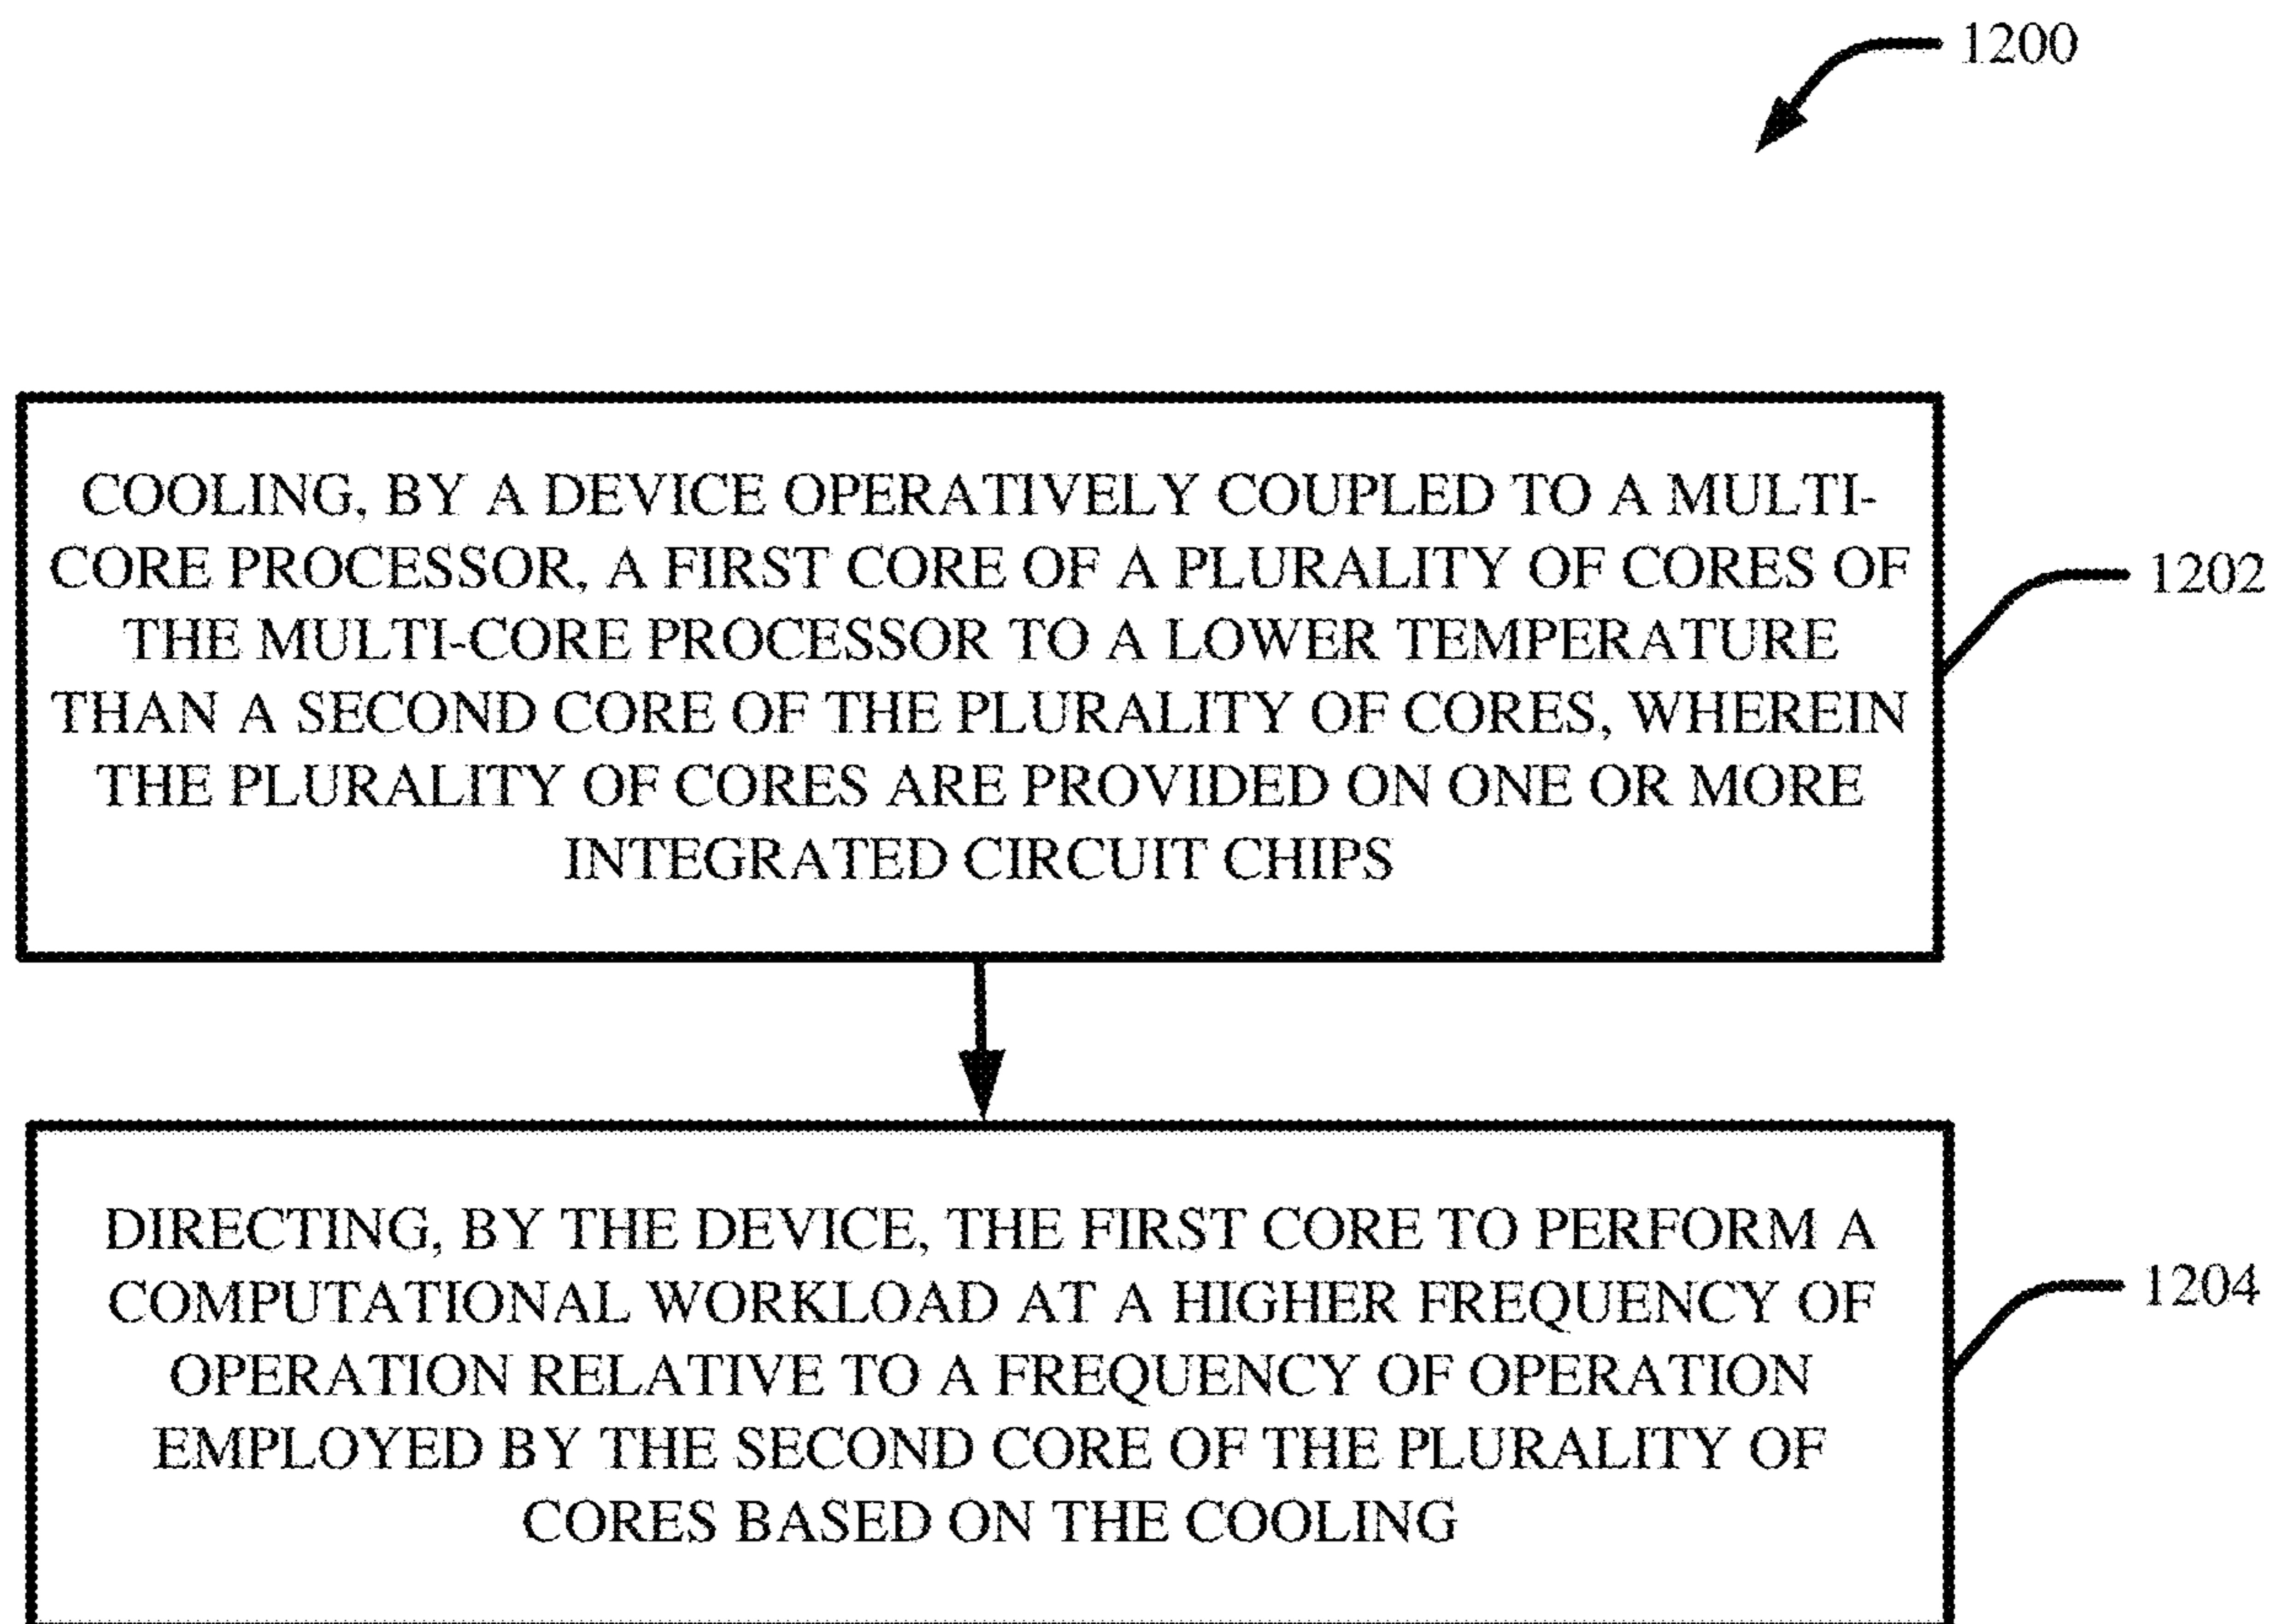 1200
COOLING, BY A DEVICE OPERATIVELY COUPLED TO A MULTI-
CORE PROCESSOR, A FIRST CORE OF A PLURALITY OF CORES OF
THE MULTI-CORE PROCESSOR TO A LOWER TEMPERATURE
THAN A SECOND CORE OF THE PLURALITY OF CORES, WHEREIN
THE PLURALITY OF CORES ARE PROVIDED ON ONE OR MORE
INTEGRATED CIRCUIT CHIPS
1202
DIRECTING, BY THE DEVICE, THE FIRST CORE TO PERFORM A
COMPUTATIONAL WORKLOAD AT A HIGHER FREQUENCY OF
OPERATION RELATIVE TO A FREQUENCY OF OPERATION
EMPLOYED BY THE SECOND CORE OF THE PLURALITY OF
CORES BASED ON THE COOLING
1204